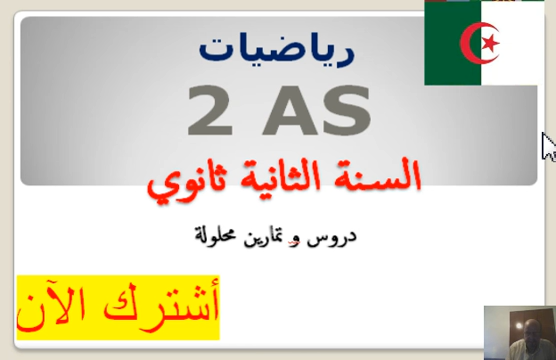 رياضيات
2 AS
السنة الثانية ثانوي
دروس و تمارين محلولة
أشترك الآن